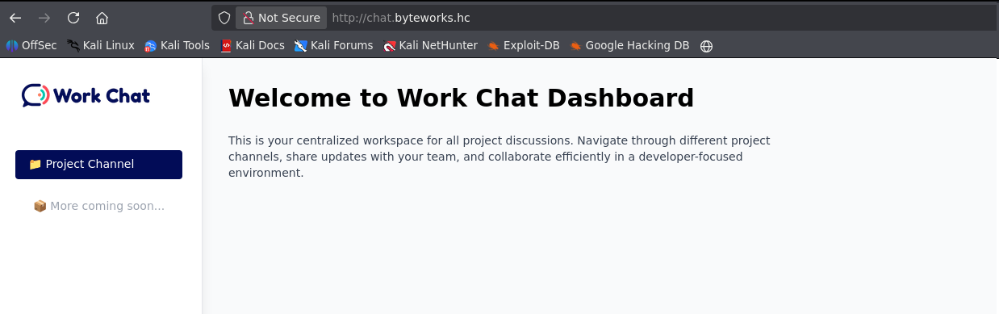 Not Secure http://chat.byteworks.hc
OffSec Kali Linux Kali Tools Kali Docs Kali Forums Kali NetHunter Exploit-DB Google Hacking DB
Work Chat
📁 Project Channel
📦 More coming soon...
Welcome to Work Chat Dashboard
This is your centralized workspace for all project discussions. Navigate through different project
channels, share updates with your team, and collaborate efficiently in a developer-focused
environment.